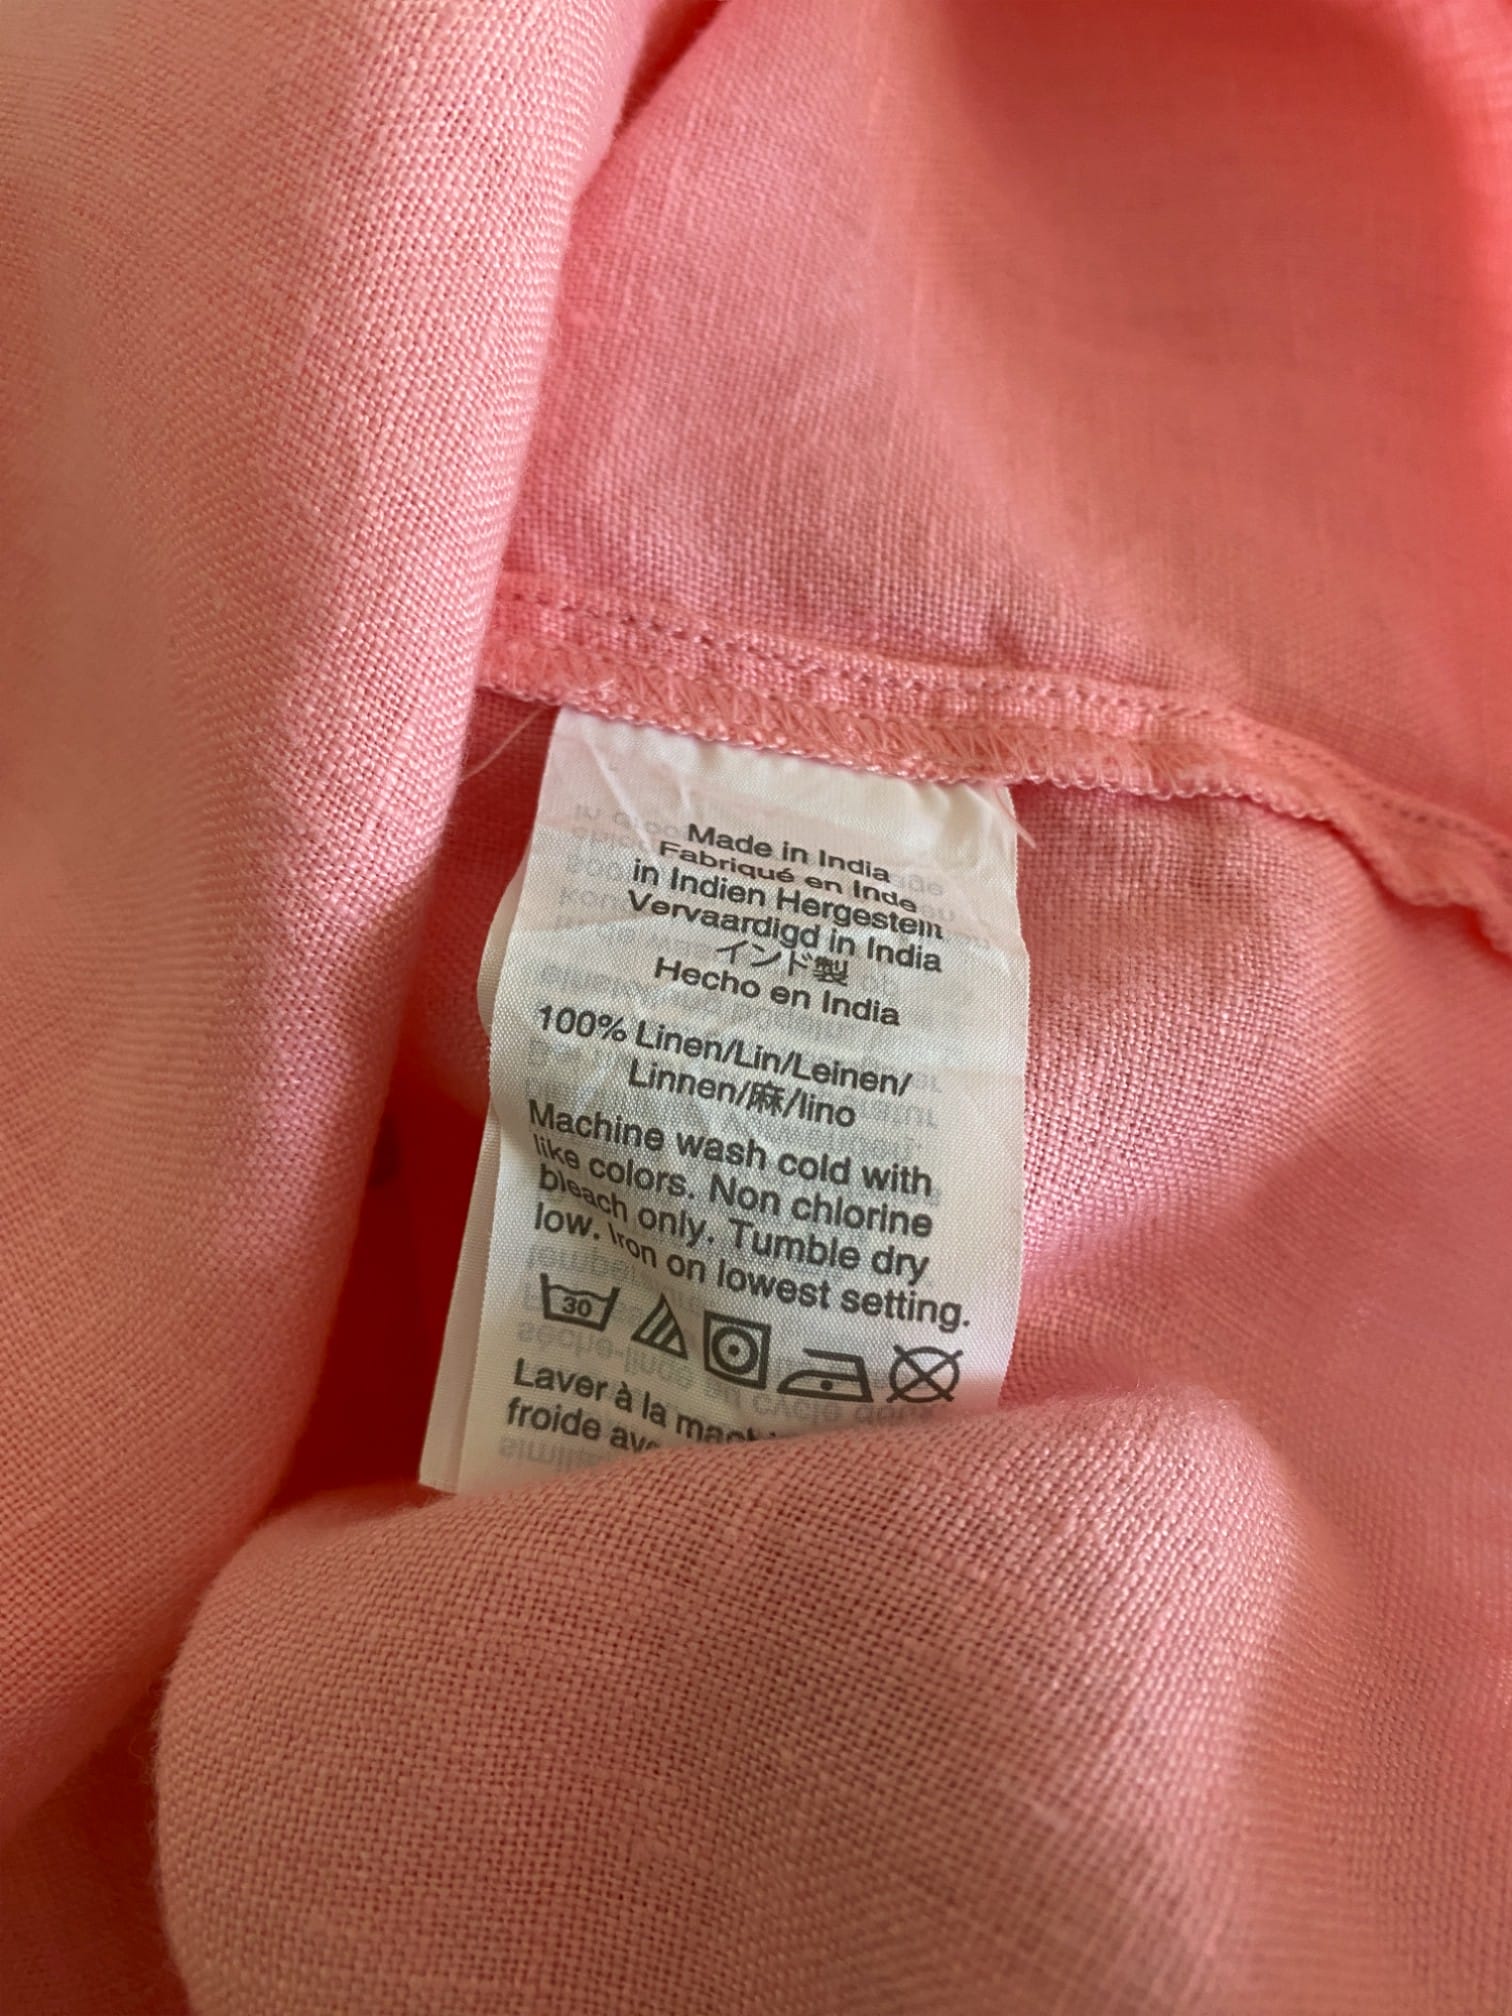 Made in India
Fabriqué en Inde
in Indien Hergestellt
Vervaardigd in India
インド製
Hecho en India
100% Linen/Lin/Leinen/
Linnen/麻/lino
Machine wash cold with
like colors. Non chlorine
bleach only. Tumble dry
low. Iron on lowest setting.
30
Laver à la
froide